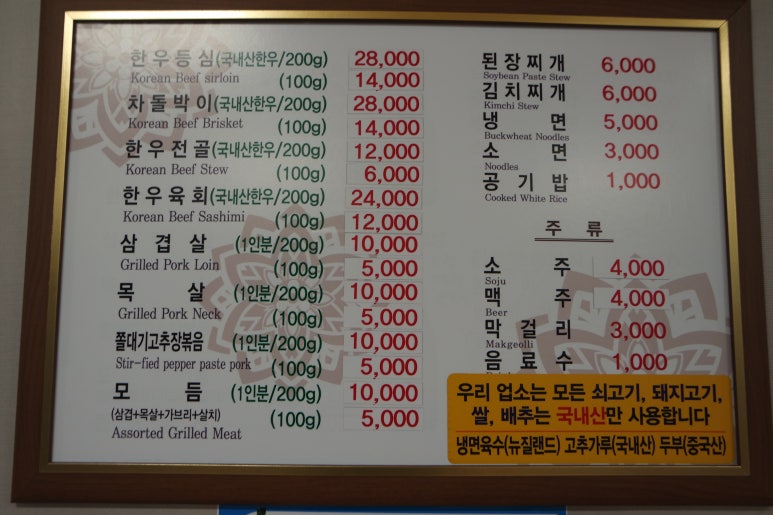 한우등심(국내산한우/200g) 28,000
Korean Beef sirloin (100g) 14,000
차돌박이(국내산한우/200g) 28,000
Korean Beef Brisket (100g) 14,000
한우전골(국내산한우/200g) 12,000
Korean Beef Stew (100g) 6,000
한우육회(국내산한우/200g) 24,000
Korean Beef Sashimi (100g) 12,000
삼겹살 (1인분/200g) 10,000
Grilled Pork Loin (100g) 5,000
목살 (1인분/200g) 10,000
Grilled Pork Neck (100g) 5,000
쫄대기고추장볶음 (1인분/200g) 10,000
Stir-fied pepper paste pork (100g) 5,000
모듬 (1인분/200g) 10,000
(삼겹+목살+가브리+살치) (100g) 5,000
Assorted Grilled Meat
된장찌개 6,000
Soybean Paste Stew
김치찌개 6,000
Kimchi Stew
냉면 5,000
Buckwheat Noodles
소면 3,000
Noodles
공기밥 1,000
Cooked White Rice
주류
소주 4,000
Soju
맥주 4,000
Beer
막걸리 3,000
Makgeolli
음료수 1,000
우리 업소는 모든 쇠고기, 돼지고기,
쌀, 배추는 국내산만 사용합니다
냉면육수(뉴질랜드) 고추가루(국내산) 두부(중국산)